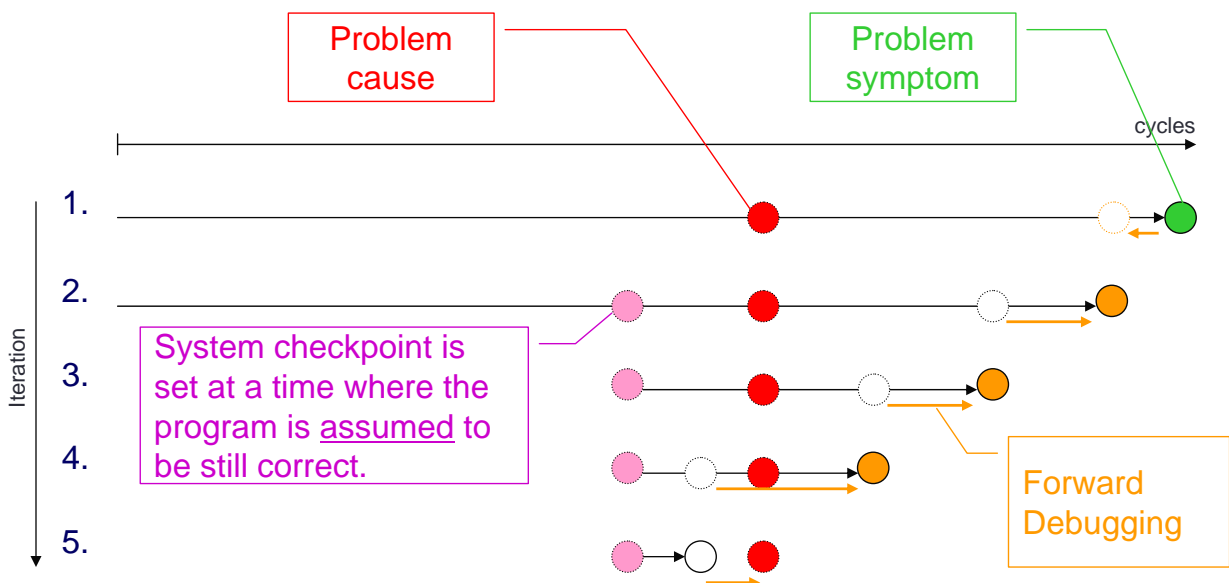 Problem
cause
Problem
symptom
cycles
Iteration
1.
2.
System checkpoint is
set at a time where the
program is assumed to
be still correct.
3.
4.
Forward
Debugging
5.